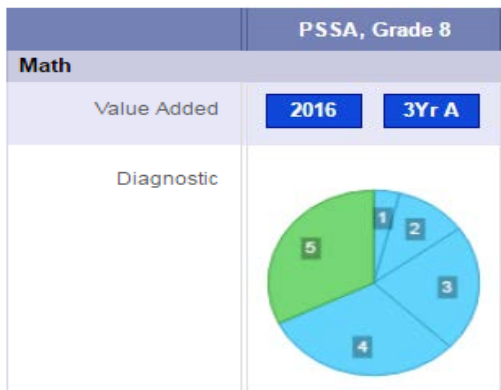 PSSA, Grade 8
Math
Value Added 2016 3Yr A
Diagnostic
1
2
5
3
4